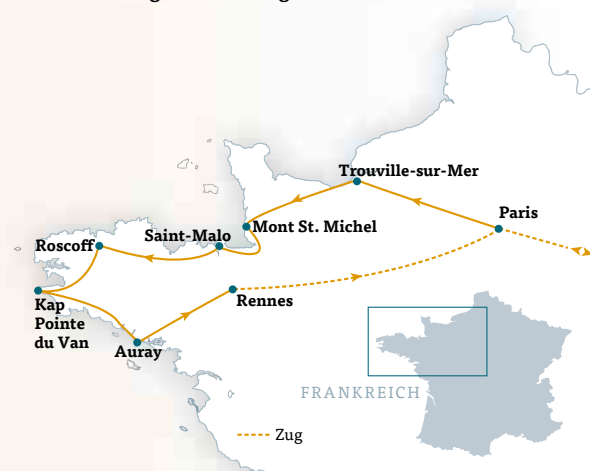 Trouville-sur-Mer
Paris
Mont St. Michel
Saint-Malo
Roscoff
Rennes
Kap
Pointe
du Van
Auray
FRANKREICH
Zug